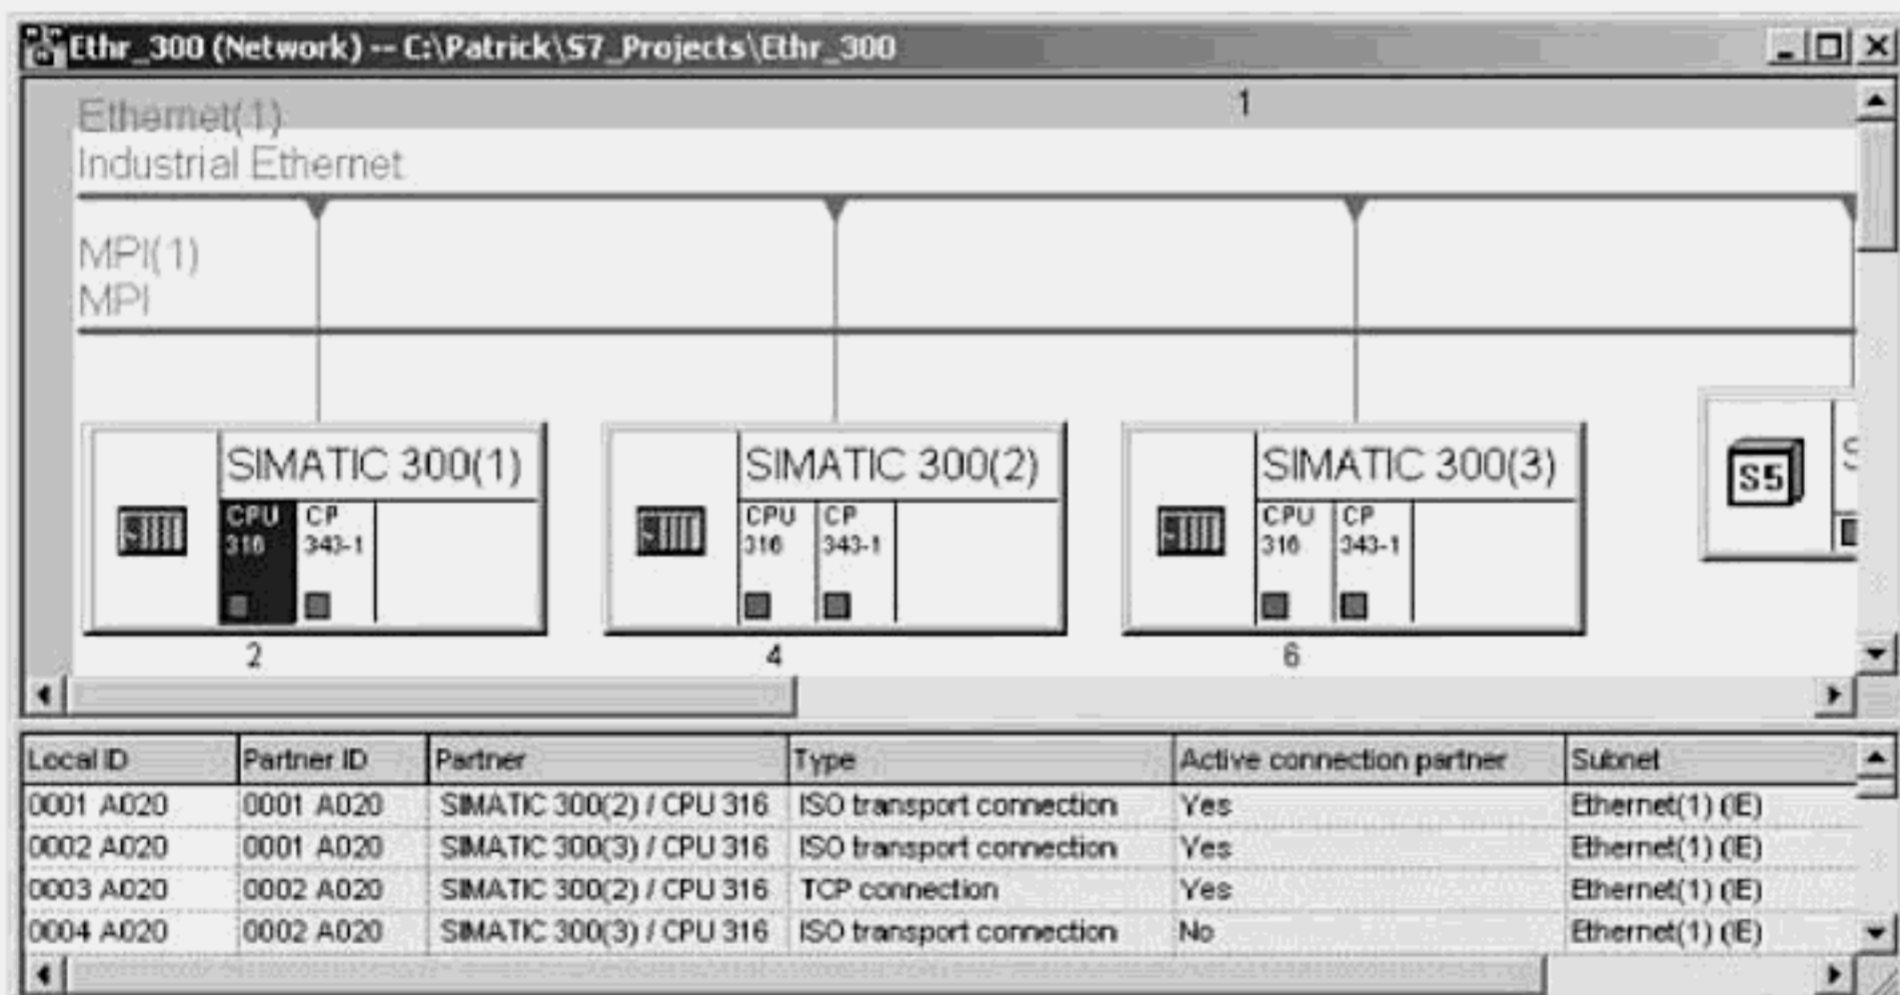 Ethr_300 (Network) -- C:\Patrick\S7_Projects\Ethr_300
1
Ethernet(1)
Industrial Ethernet
MPI(1)
MPI
SIMATIC 300(1)
CPU 316
CP 343-1
2
SIMATIC 300(2)
CPU 316
CP 343-1
4
SIMATIC 300(3)
CPU 316
CP 343-1
6
S5
Local ID Partner ID Partner Type Active connection partner Subnet
0001 A020 0001 A020 SIMATIC 300(2) / CPU 316 ISO transport connection Yes Ethernet(1) (IE)
0002 A020 0001 A020 SIMATIC 300(3) / CPU 316 ISO transport connection Yes Ethernet(1) (IE)
0003 A020 0002 A020 SIMATIC 300(2) / CPU 316 TCP connection Yes Ethernet(1) (IE)
0004 A020 0002 A020 SIMATIC 300(3) / CPU 316 ISO transport connection No Ethernet(1) (IE)